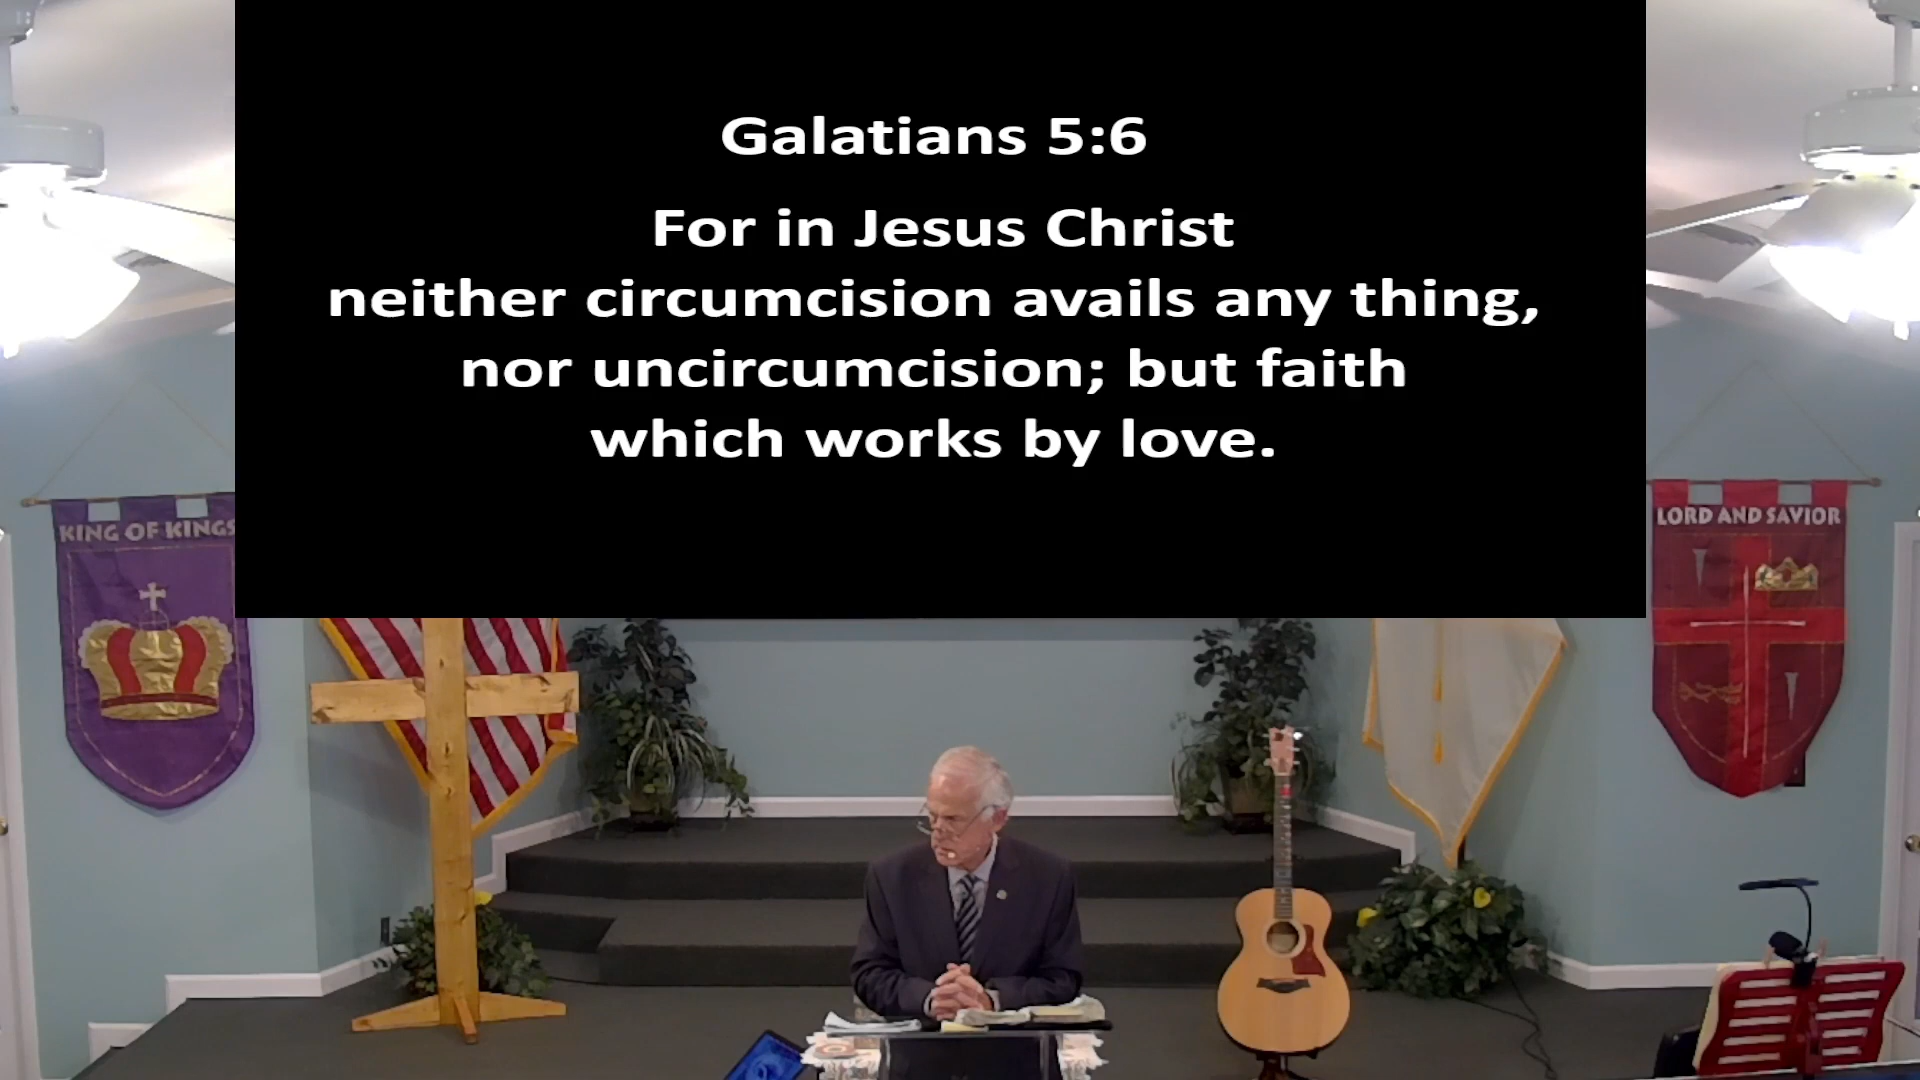 Galatians 5:6
For in Jesus Christ
neither circumcision avails any thing,
nor uncircumcision; but faith
which works by love.
KING OF KINGS
LORD AND SAVIOR